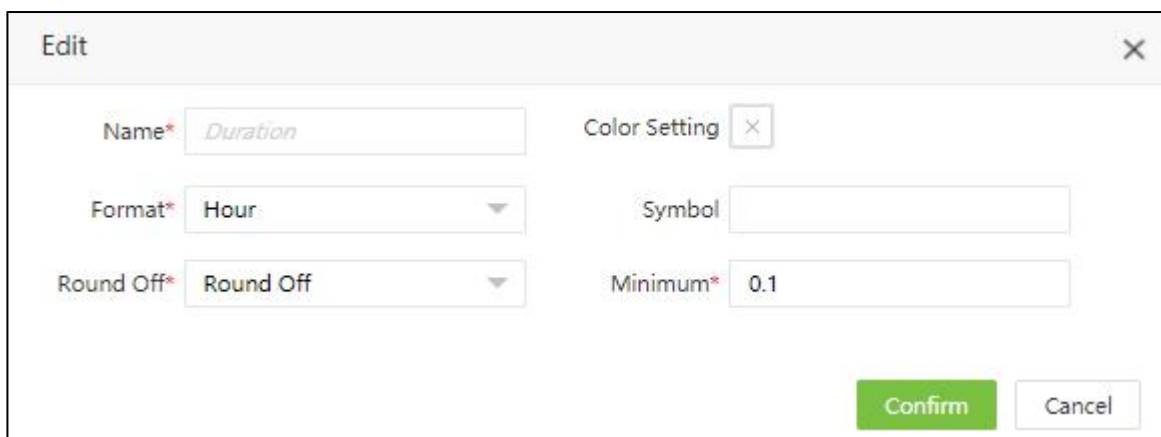 Edit
Name* Duration Color Setting
Format* Hour Symbol
Round Off* Round Off Minimum* 0.1
Confirm Cancel